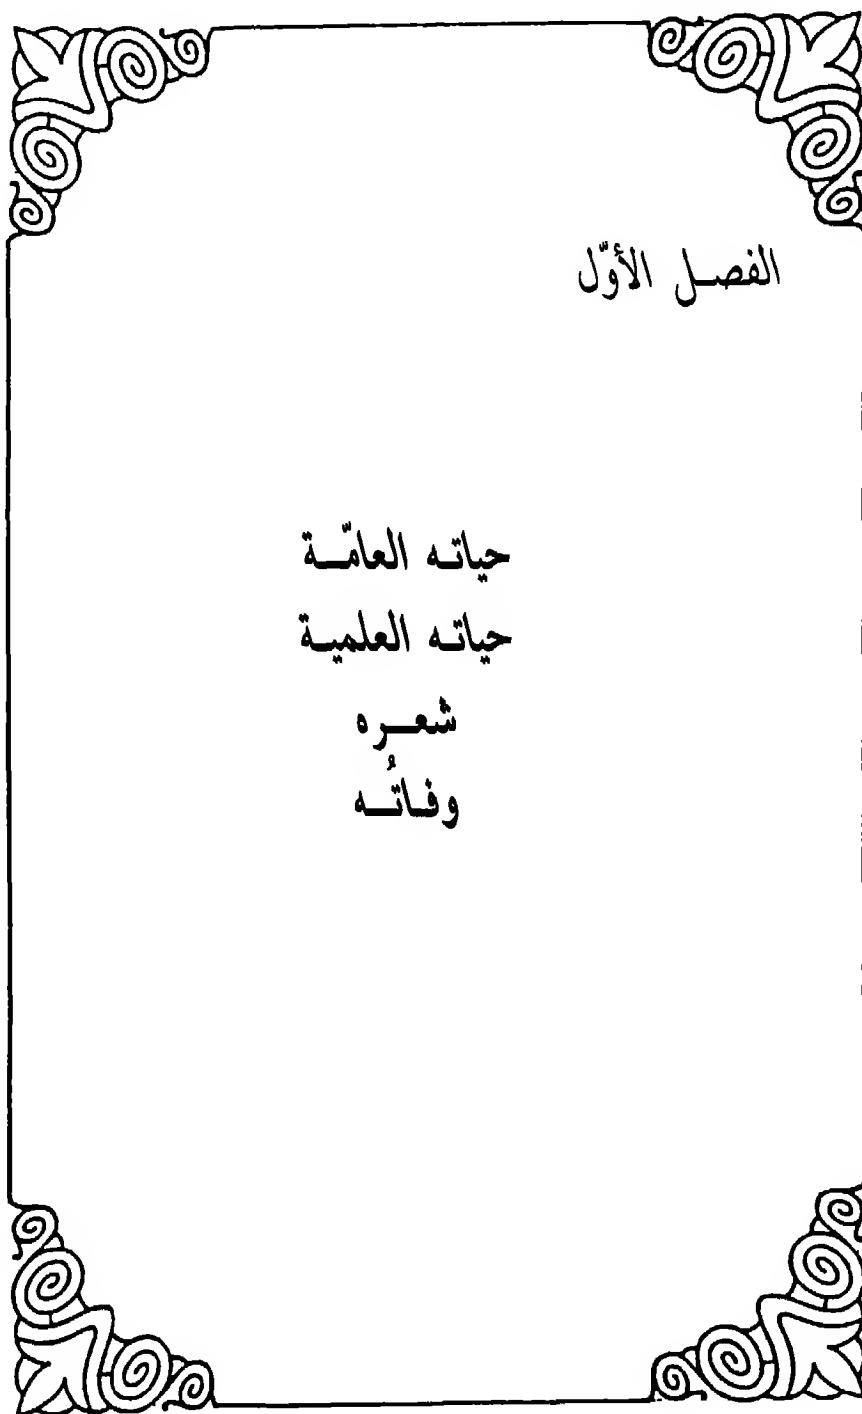 الفصل الأوّل
حياته العامّة
حياته العلمية
شعره
وفاتُه